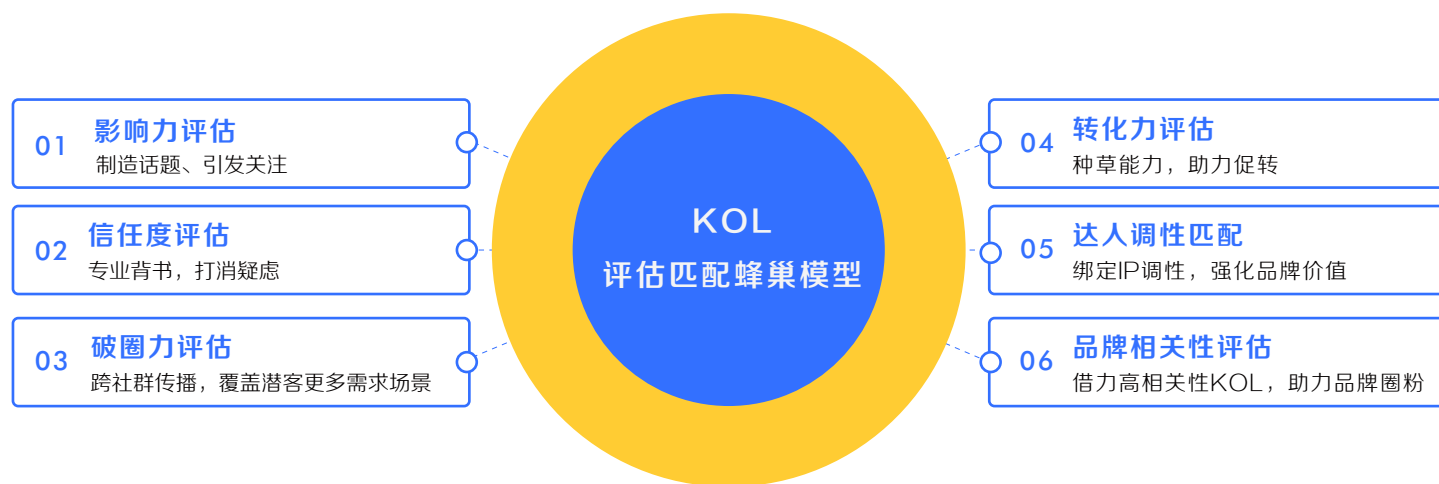 01
影响力评估
制造话题、引发关注
02
信任度评估
专业背书，打消疑虑
03
破圈力评估
跨社群传播，覆盖潜客更多需求场景
KOL
评估匹配蜂巢模型
04
转化力评估
种草能力，助力促转
05
达人调性匹配
绑定IP调性，强化品牌价值
06
品牌相关性评估
借力高相关性KOL，助力品牌圈粉